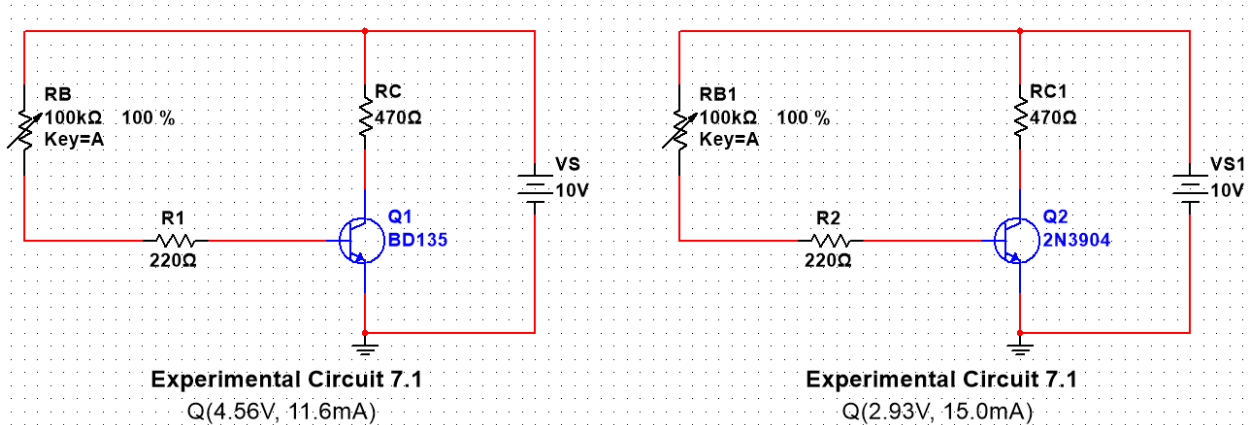 RB
100kΩ 100 %
Key=A
RC
470Ω
VS
10V
R1
220Ω
Q1
BD135
Experimental Circuit 7.1
Q(4.56V, 11.6mA)
RB1
100kΩ 100 %
Key=A
RC1
470Ω
VS1
10V
R2
220Ω
Q2
2N3904
Experimental Circuit 7.1
Q(2.93V, 15.0mA)